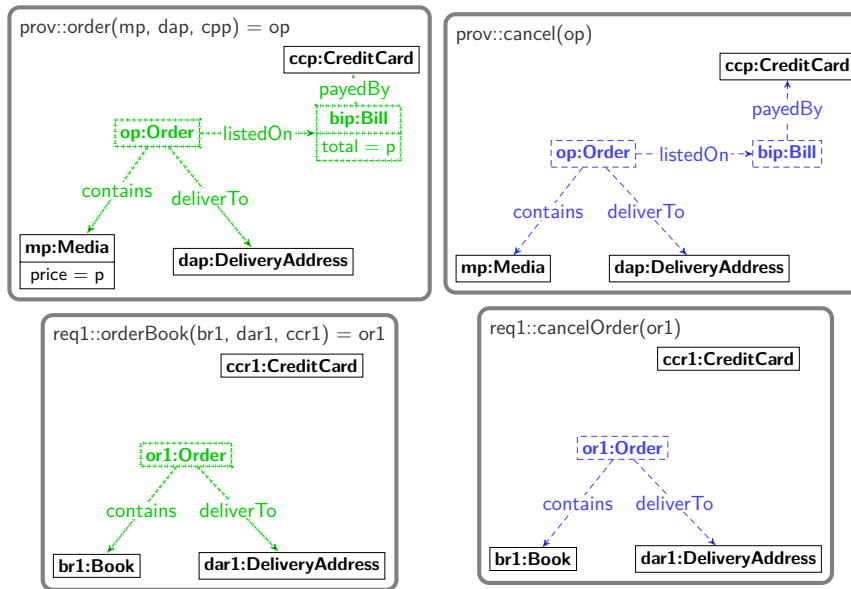 prov::order(mp, dap, cpp) = op
ccp:CreditCard
payedBy
op:Order
listedOn
bip:Bill
total = p
contains
deliverTo
mp:Media
price = p
dap:DeliveryAddress
prov::cancel(op)
ccp:CreditCard
payedBy
op:Order
listedOn
bip:Bill
contains
deliverTo
mp:Media
dap:DeliveryAddress
req1::orderBook(br1, dar1, ccr1) = or1
ccr1:CreditCard
or1:Order
contains
deliverTo
br1:Book
dar1:DeliveryAddress
req1::cancelOrder(or1)
ccr1:CreditCard
or1:Order
contains
deliverTo
br1:Book
dar1:DeliveryAddress